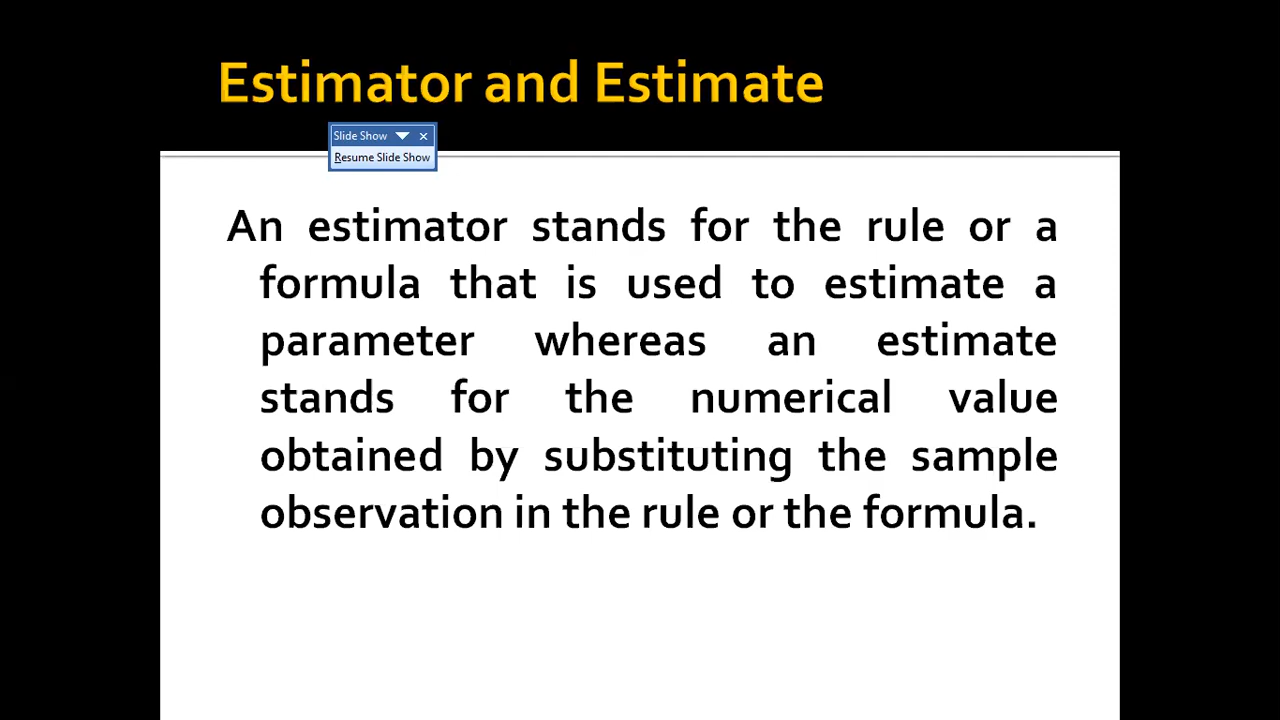 Estimator and Estimate
Slide Show
Resume Slide Show
An estimator stands for the rule or a
formula that is used to estimate a
parameter whereas an estimate
stands for the numerical value
obtained by substituting the sample
observation in the rule or the formula.